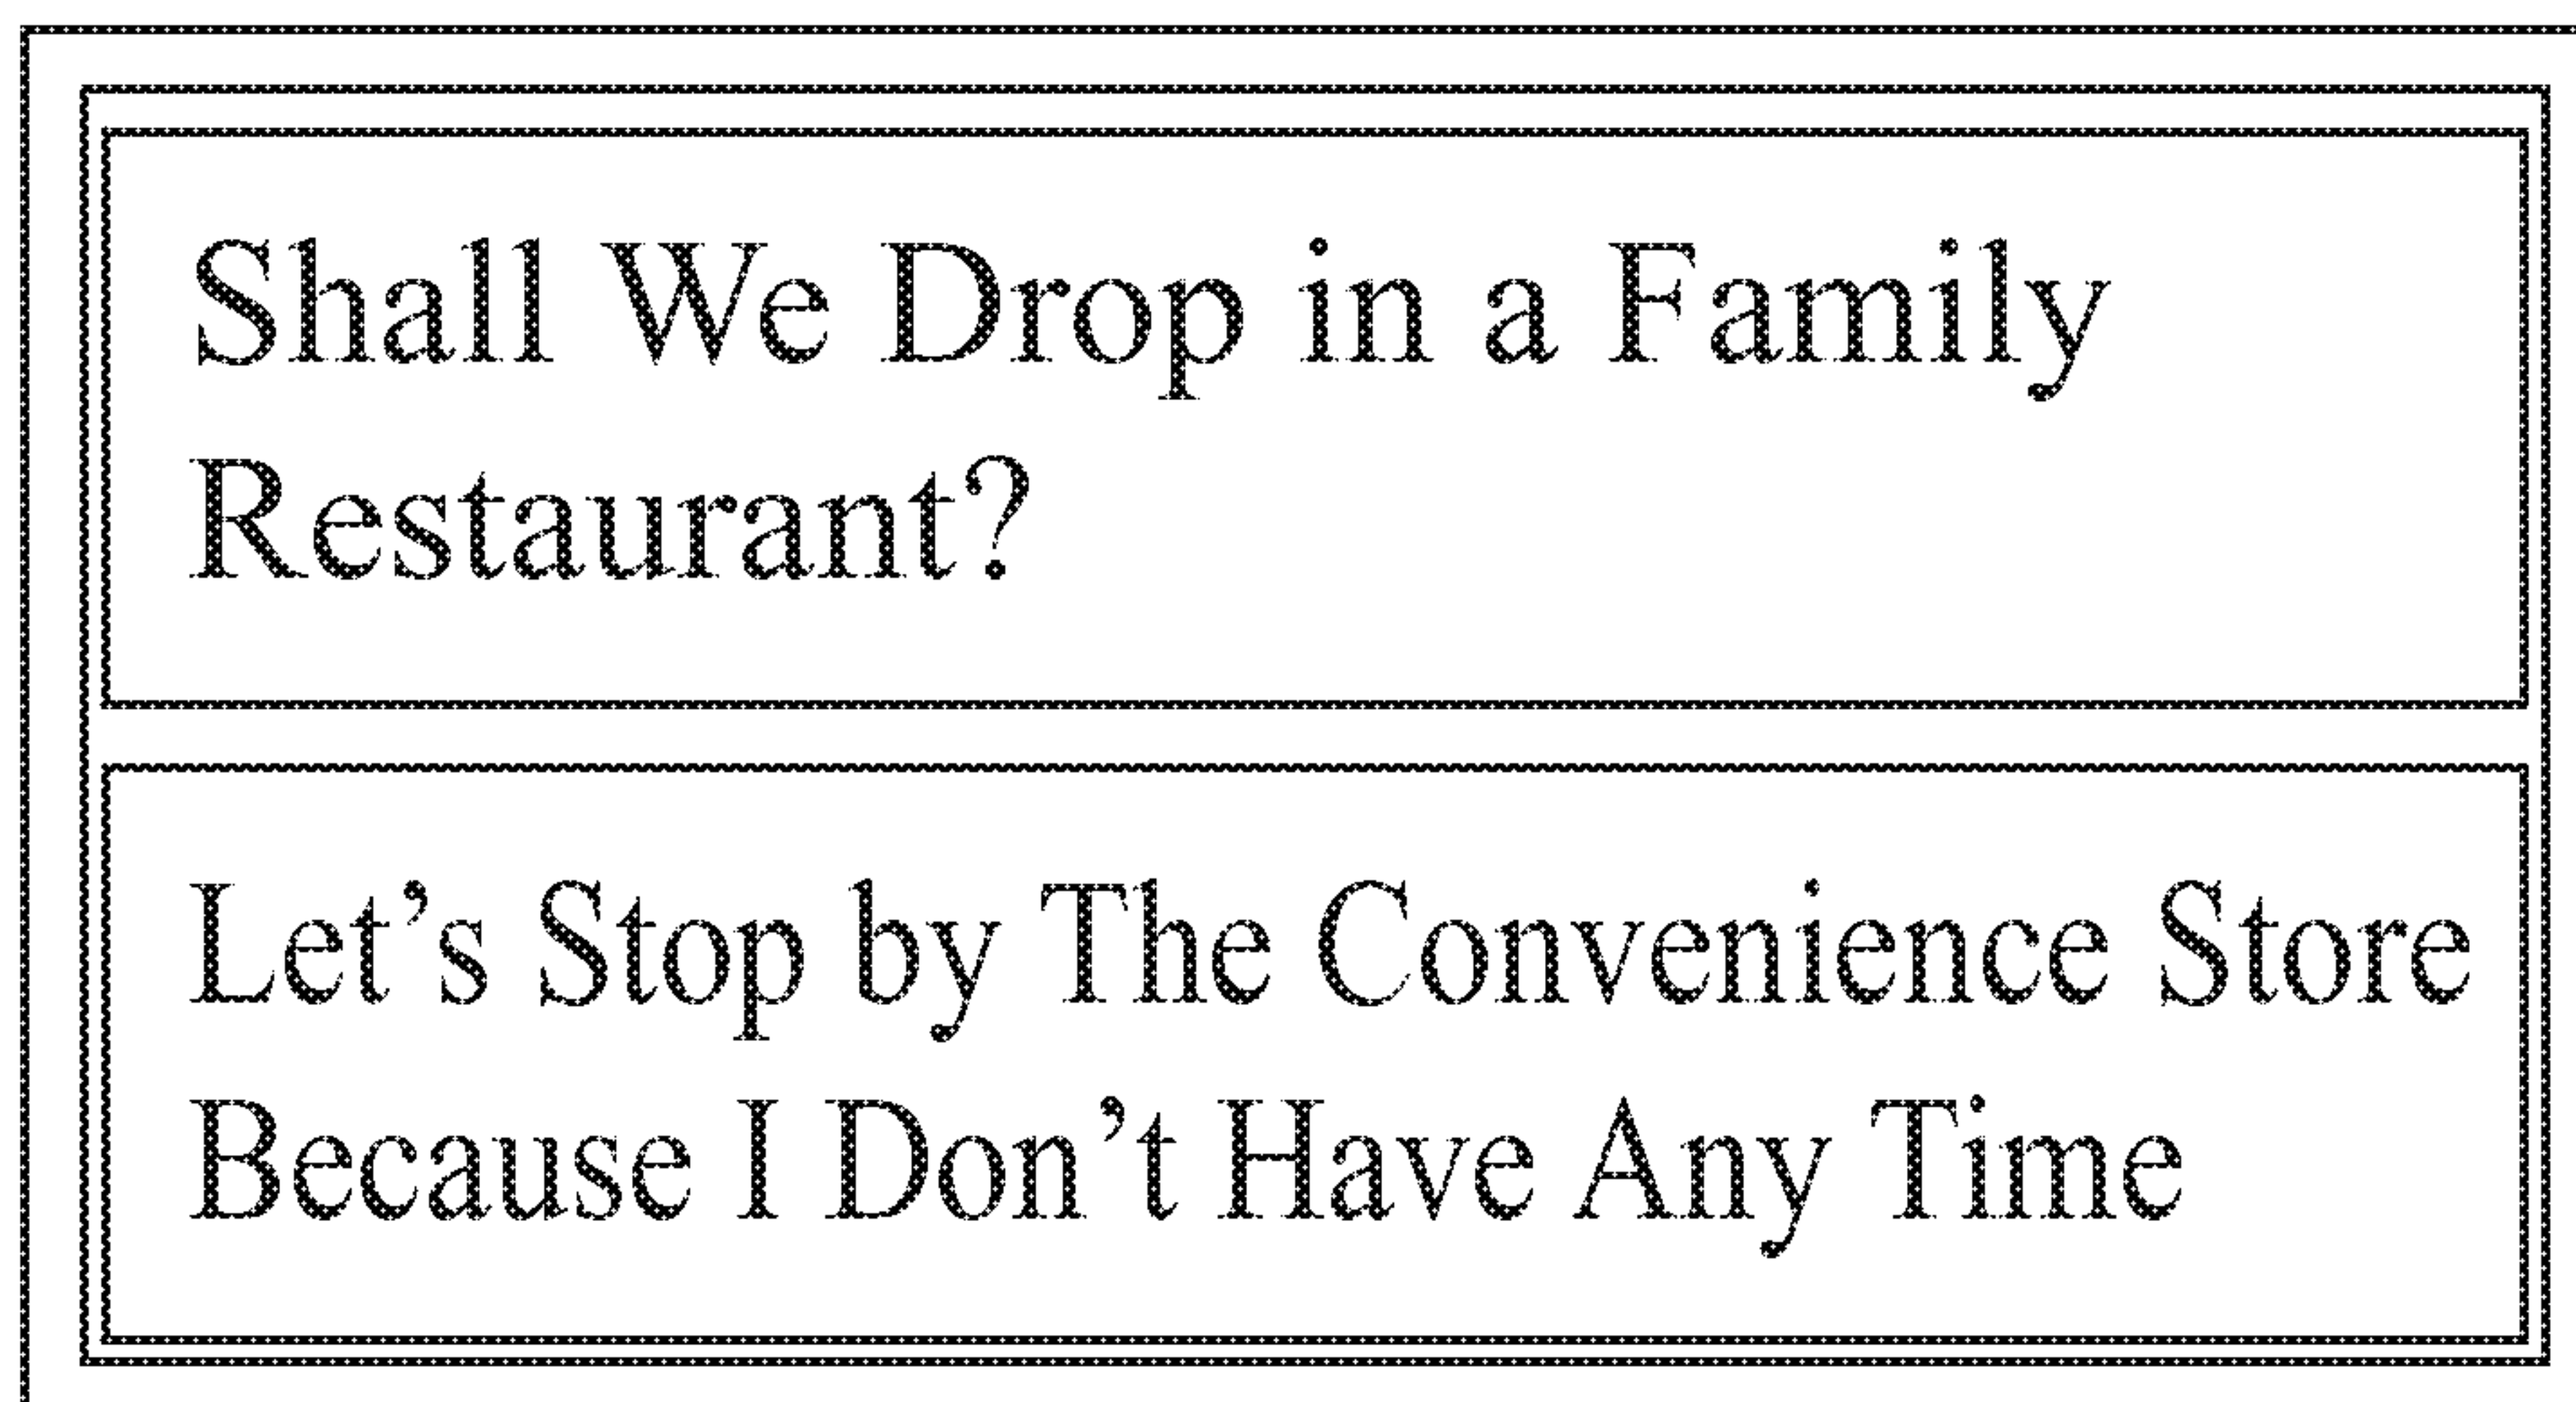 Shall We Drop in a Family
Restaurant?
Let’s Stop by The Convenience Store
Because I Don’t Have Any Time